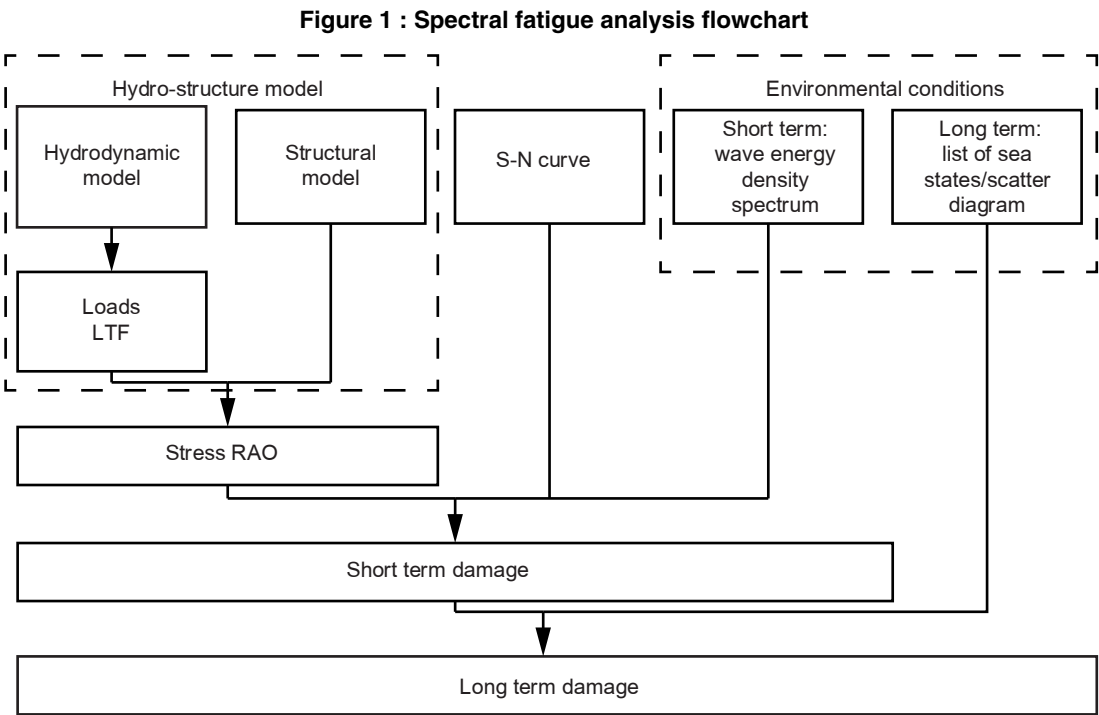 Figure 1 : Spectral fatigue analysis flowchart
Hydro-structure model
Hydrodynamic
model
Structural
model
Loads
LTF
S-N curve
Environmental conditions
Short term:
wave energy
density
spectrum
Long term:
list of sea
states/scatter
diagram
Stress RAO
Short term damage
Long term damage